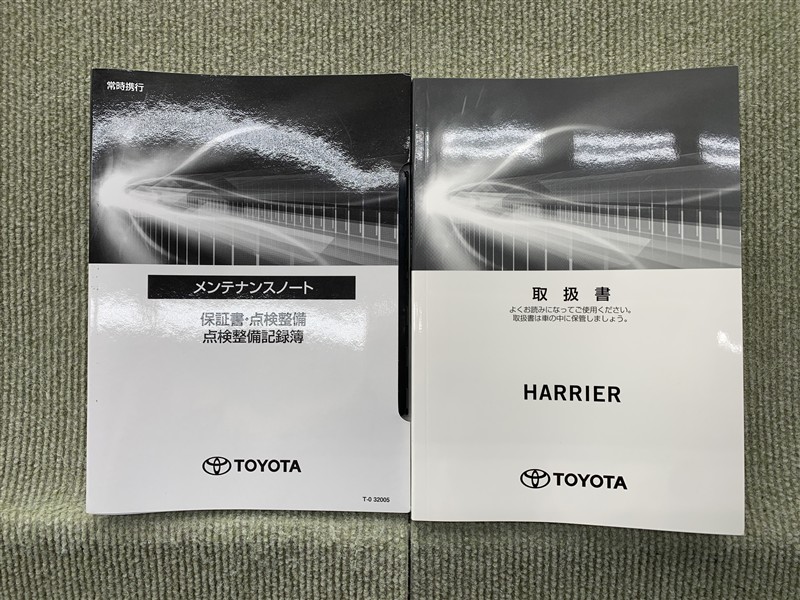 常時携行
メンテナンスノート
保証書・点検整備
点検整備記録簿
TOYOTA
T-0 32005
取扱書
よくお読みになってご使用ください。
取扱書は車の中に保管しましょう。
HARRIER
TOYOTA